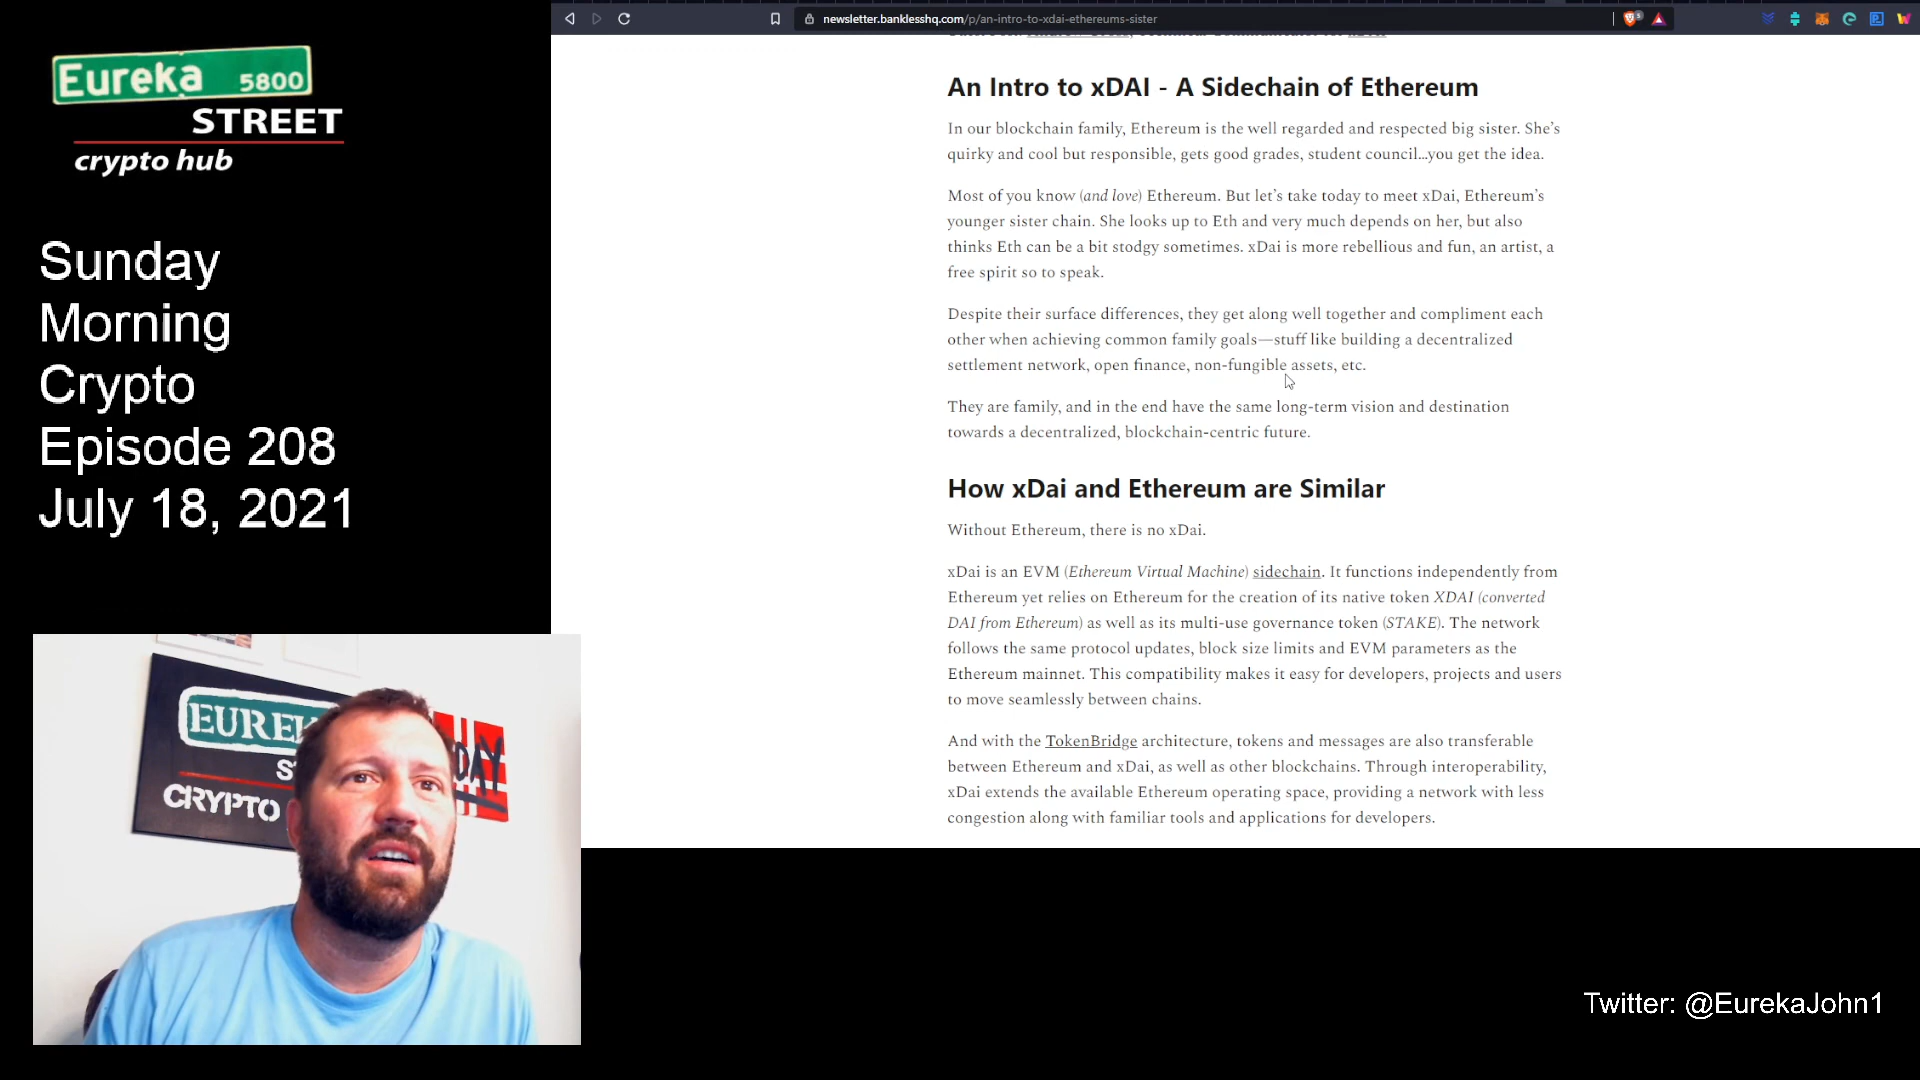 Eureka 5800
STREET
crypto hub
Sunday
Morning
Crypto
Episode 208
July 18, 2021
newsletter.banklesshq.com/p/an-intro-to-xdai-ethereums-sister
An Intro to xDAI - A Sidechain of Ethereum
In our blockchain family, Ethereum is the well regarded and respected big sister. She’s
quirky and cool but responsible, gets good grades, student council…you get the idea.
Most of you know (and love) Ethereum. But let’s take today to meet xDai, Ethereum’s
younger sister chain. She looks up to Eth and very much depends on her, but also
thinks Eth can be a bit stodgy sometimes. xDai is more rebellious and fun, an artist, a
free spirit so to speak.
Despite their surface differences, they get along well together and compliment each
other when achieving common family goals—stuff like building a decentralized
settlement network, open finance, non-fungible assets, etc.
They are family, and in the end have the same long-term vision and destination
towards a decentralized, blockchain-centric future.
How xDai and Ethereum are Similar
Without Ethereum, there is no xDai.
xDai is an EVM (Ethereum Virtual Machine) sidechain. It functions independently from
Ethereum yet relies on Ethereum for the creation of its native token XDAI (converted
DAI from Ethereum) as well as its multi-use governance token (STAKE). The network
follows the same protocol updates, block size limits and EVM parameters as the
Ethereum mainnet. This compatibility makes it easy for developers, projects and users
to move seamlessly between chains.
And with the TokenBridge architecture, tokens and messages are also transferable
between Ethereum and xDai, as well as other blockchains. Through interoperability,
xDai extends the available Ethereum operating space, providing a network with less
congestion along with familiar tools and applications for developers.
EUREK
S
CRYPTO
DAY
Twitter: @EurekaJohn1